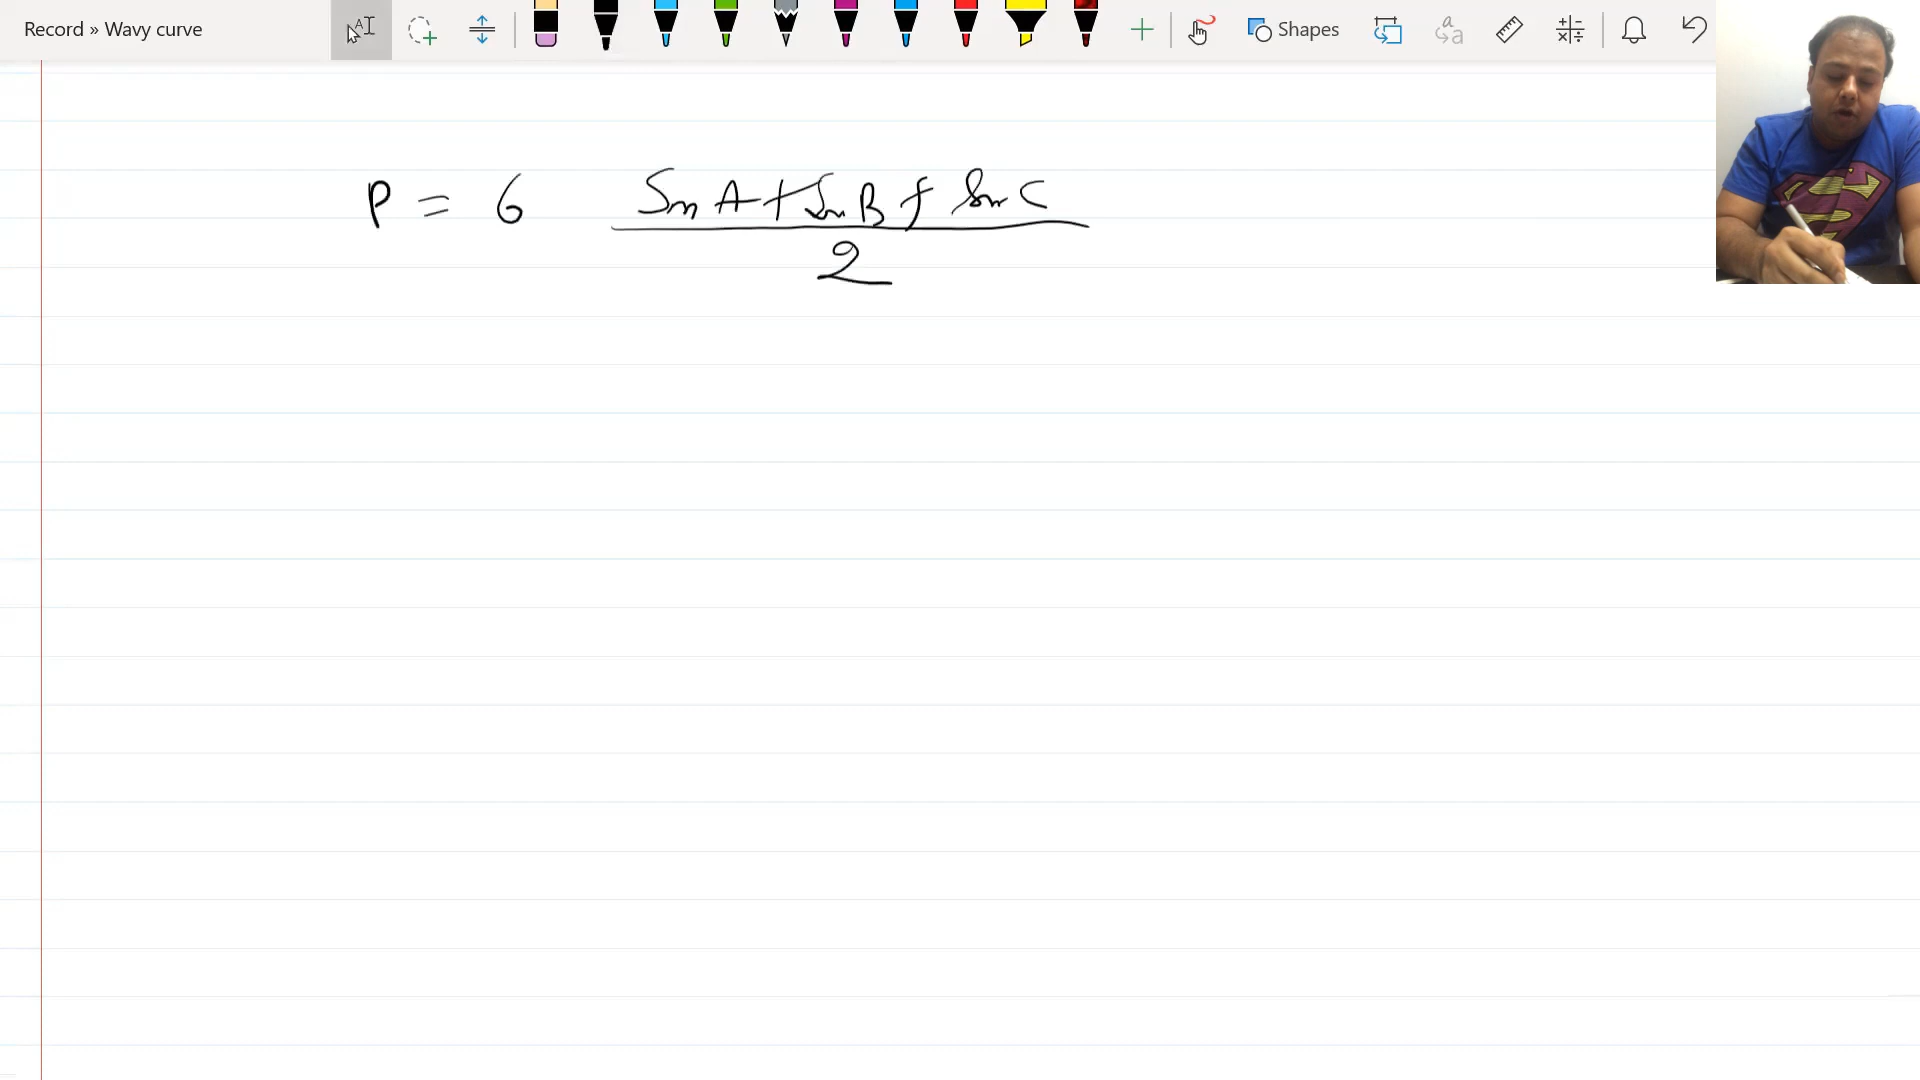 Record » Wavy curve
Shapes
P = 6 Sin A + Sin B + Sin C
2